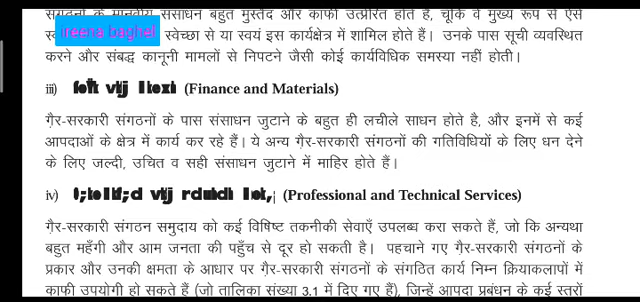 संगठनों के मानवीय संसाधन बहुत मुस्तैद और काफी उत्प्रेरित होते हैं, चूंकि वे मुख्य रूप से ऐसे
ireena baghel स्वेच्छा से या स्वयं इस कार्यक्षेत्र में शामिल होते हैं। उनके पास सूची व्यवस्थित
करने और संबद्ध कानूनी मामलों से निपटने जैसी कोई कार्यविधिक समस्या नहीं होती।
iii) (Finance and Materials)
गै़र-सरकारी संगठनों के पास संसाधन जुटाने के बहुत ही लचीले साधन होते है, और इनमें से कई
आपदाओं के क्षेत्र में कार्य कर रहे हैं। ये अन्य गै़र-सरकारी संगठनों की गतिविधियों के लिए धन देने
के लिए जल्दी, उचित व सही संसाधन जुटाने में माहिर होते हैं।
iv) (Professional and Technical Services)
गै़र-सरकारी संगठन समुदाय को कई विषिष्ट तकनीकी सेवाएँ उपलब्ध करा सकते हैं, जो कि अन्यथा
बहुत महँगी और आम जनता की पहुँच से दूर हो सकती है। पहचाने गए गै़र-सरकारी संगठनों के
प्रकार और उनकी क्षमता के आधार पर गै़र-सरकारी संगठनों के संगठित कार्य निम्न क्रियाकलापों में
काफी उपयोगी हो सकते हैं (जो तालिका संख्या 3.1 में दिए गए हैं), जिन्हें आपदा प्रबंधन के कई स्तरों